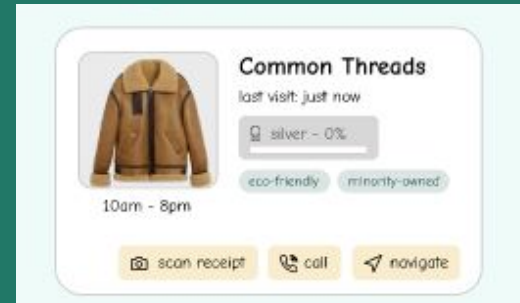 Common Threads
last visit: just now
silver - 0%
eco-friendly minority-owned
10am - 8pm
scan receipt call navigate